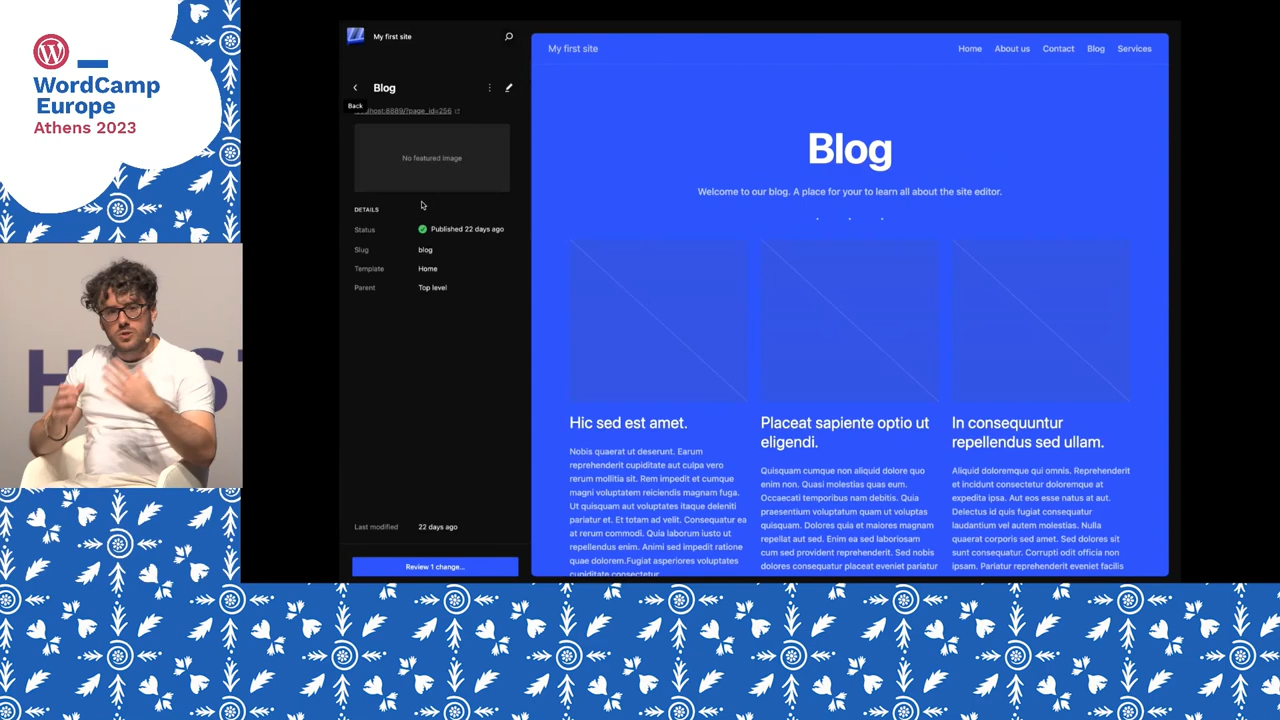 WordCamp
Europe
Athens 2023
My first site
Blog
Back
host:8889/?page_id=256
No featured image
DETAILS
Status Published 22 days ago
Slug blog
Template Home
Parent Top level
Last modified 22 days ago
Review 1 change...
My first site
Home About us Contact Blog Services
Blog
Welcome to our blog. A place for your to learn all about the site editor.
Hic sed est amet.
Nobis quaerat ut deserunt. Earum
reprehenderit cupiditate aut culpa vero
rerum mollitia sit. Rem impedit et cumque
magni voluptatem reiciendis magnam fuga.
Ut quisquam aut voluptates itaque deleniti
pariatur et. Et totam ad velit. Consequatur ea
at rerum commodi. Quia laborum iusto ut
repellendus enim. Animi sed impedit ratione
quae dolorem.Fugiat asperiores voluptates
cupiditate consectetur
Placeat sapiente optio ut
eligendi.
Quisquam cumque non aliquid dolore quo
enim non. Quasi molestias quas eum.
Occaecati temporibus nam debitis. Quia
praesentium voluptatum quam ut voluptas
quisquam. Dolores quia et maiores magnam
repellat aut sed. Enim ea sed laboriosam
cum sed provident reprehenderit. Sed nobis
dolores consequatur placeat eveniet pariatur
In consequuntur
repellendus sed ullam.
Aliquid doloremque qui omnis. Reprehenderit
et incidunt consectetur doloremque at
expedita ipsa. Aut eos esse natus at aut.
Delectus id quis fugiat consequatur
laudantium vel autem molestias. Nulla
quaerat corporis sed amet. Dolores sit sit
sunt consequatur. Corrupti odit officia non
ipsam. Pariatur reprehenderit eveniet facilis